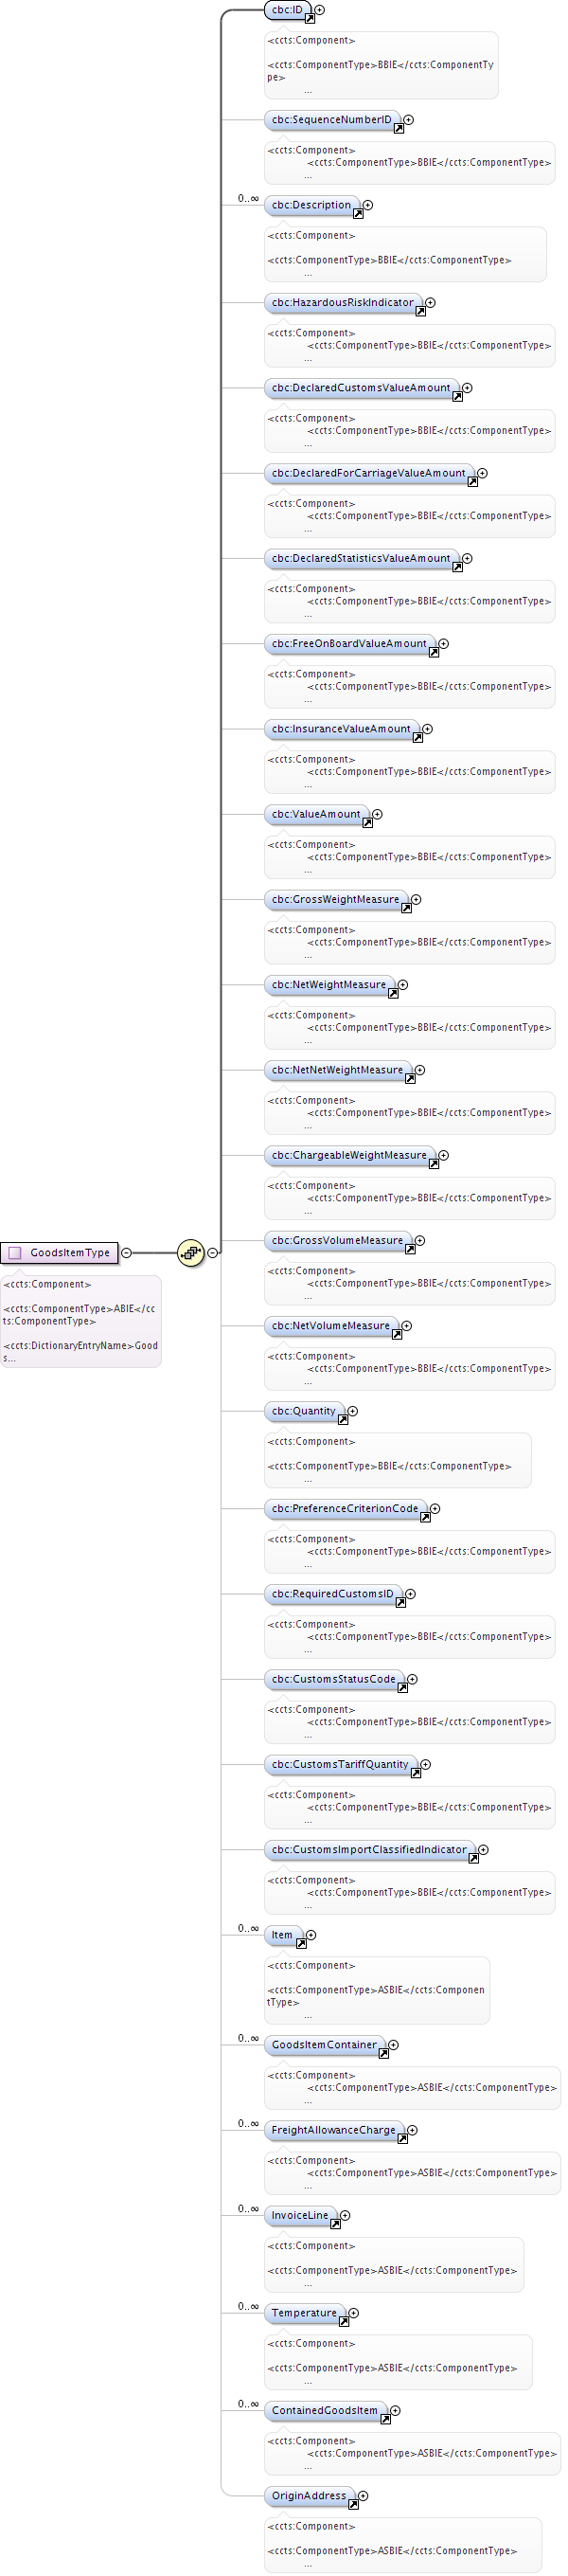 cbc:ID
<ccts:Component>
<ccts:ComponentType>BBIE</ccts:ComponentTy
pe>
...
cbc:SequenceNumberID
<ccts:Component>
<ccts:ComponentType>BBIE</ccts:ComponentType>
...
0..∞
cbc:Description
<ccts:Component>
<ccts:ComponentType>BBIE</ccts:ComponentType>
...
cbc:HazardousRiskIndicator
<ccts:Component>
<ccts:ComponentType>BBIE</ccts:ComponentType>
...
cbc:DeclaredCustomsValueAmount
<ccts:Component>
<ccts:ComponentType>BBIE</ccts:ComponentType>
...
cbc:DeclaredForCarriageValueAmount
<ccts:Component>
<ccts:ComponentType>BBIE</ccts:ComponentType>
...
cbc:DeclaredStatisticsValueAmount
<ccts:Component>
<ccts:ComponentType>BBIE</ccts:ComponentType>
...
cbc:FreeOnBoardValueAmount
<ccts:Component>
<ccts:ComponentType>BBIE</ccts:ComponentType>
...
cbc:InsuranceValueAmount
<ccts:Component>
<ccts:ComponentType>BBIE</ccts:ComponentType>
...
cbc:ValueAmount
<ccts:Component>
<ccts:ComponentType>BBIE</ccts:ComponentType>
...
cbc:GrossWeightMeasure
<ccts:Component>
<ccts:ComponentType>BBIE</ccts:ComponentType>
...
cbc:NetWeightMeasure
<ccts:Component>
<ccts:ComponentType>BBIE</ccts:ComponentType>
...
cbc:NetNetWeightMeasure
<ccts:Component>
<ccts:ComponentType>BBIE</ccts:ComponentType>
...
cbc:ChargeableWeightMeasure
<ccts:Component>
<ccts:ComponentType>BBIE</ccts:ComponentType>
...
cbc:GrossVolumeMeasure
<ccts:Component>
<ccts:ComponentType>BBIE</ccts:ComponentType>
...
GoodsItemType
<ccts:Component>
<ccts:ComponentType>ABIE</cc
ts:ComponentType>
<ccts:DictionaryEntryName>Good
s...
cbc:NetVolumeMeasure
<ccts:Component>
<ccts:ComponentType>BBIE</ccts:ComponentType>
...
cbc:Quantity
<ccts:Component>
<ccts:ComponentType>BBIE</ccts:ComponentType>
...
cbc:PreferenceCriterionCode
<ccts:Component>
<ccts:ComponentType>BBIE</ccts:ComponentType>
...
cbc:RequiredCustomsID
<ccts:Component>
<ccts:ComponentType>BBIE</ccts:ComponentType>
...
cbc:CustomsStatusCode
<ccts:Component>
<ccts:ComponentType>BBIE</ccts:ComponentType>
...
cbc:CustomsTariffQuantity
<ccts:Component>
<ccts:ComponentType>BBIE</ccts:ComponentType>
...
cbc:CustomsImportClassifiedIndicator
<ccts:Component>
<ccts:ComponentType>BBIE</ccts:ComponentType>
...
0..∞
Item
<ccts:Component>
<ccts:ComponentType>ASBIE</ccts:Componen
tType>
...
0..∞
GoodsItemContainer
<ccts:Component>
<ccts:ComponentType>ASBIE</ccts:ComponentType>
...
0..∞
FreightAllowanceCharge
<ccts:Component>
<ccts:ComponentType>ASBIE</ccts:ComponentType>
...
0..∞
InvoiceLine
<ccts:Component>
<ccts:ComponentType>ASBIE</ccts:ComponentType>
...
0..∞
Temperature
<ccts:Component>
<ccts:ComponentType>ASBIE</ccts:ComponentType>
...
0..∞
ContainedGoodsItem
<ccts:Component>
<ccts:ComponentType>ASBIE</ccts:ComponentType>
...
OriginAddress
<ccts:Component>
<ccts:ComponentType>ASBIE</ccts:ComponentType>
...